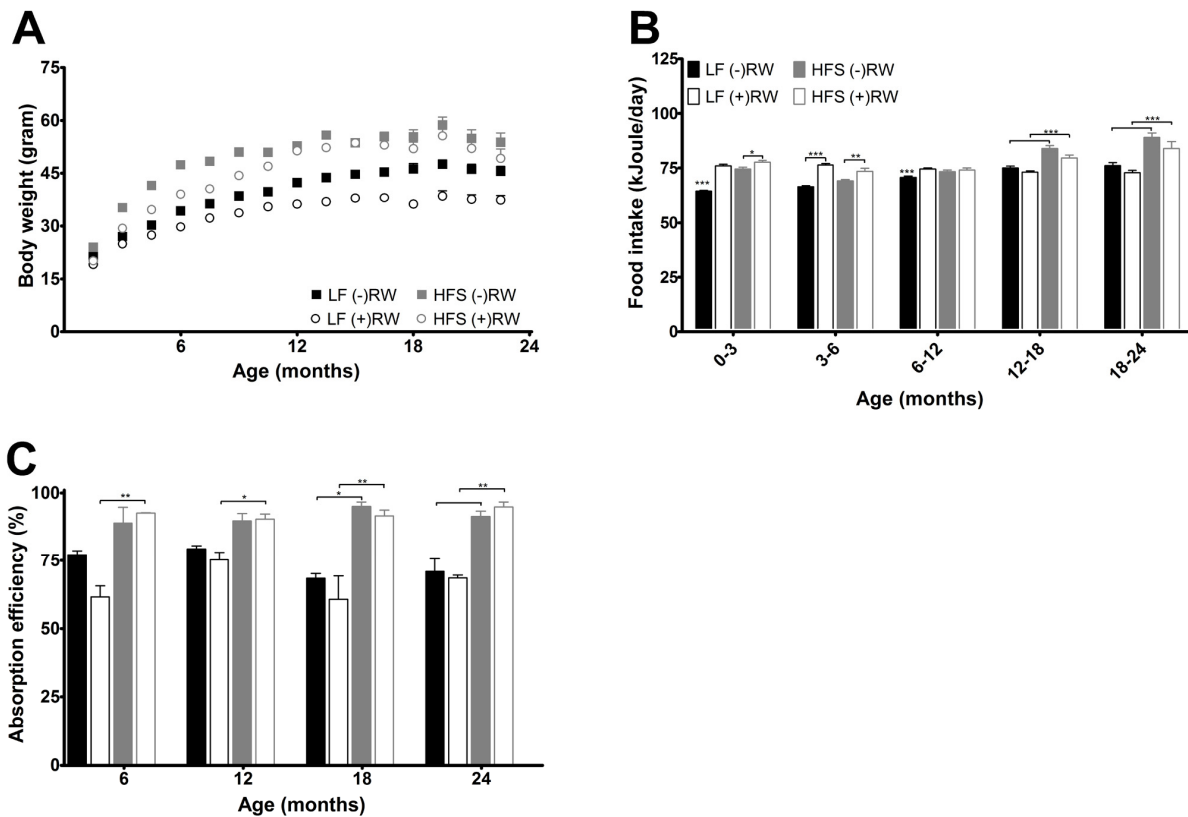 A
Body weight (gram)
75
60
45
30
15
0
LF (-)RW HFS (-)RW
LF (+)RW HFS (+)RW
6 12 18 24
Age (months)
B
Food intake (kJoule/day)
125
100
75
50
25
0
LF (-)RW HFS (-)RW
LF (+)RW HFS (+)RW
*** * *** ** *** *** ***
0-3 3-6 6-12 12-18 18-24
Age (months)
C
Absorption efficiency (%)
100
75
50
25
0
** * * ** **
6 12 18 24
Age (months)